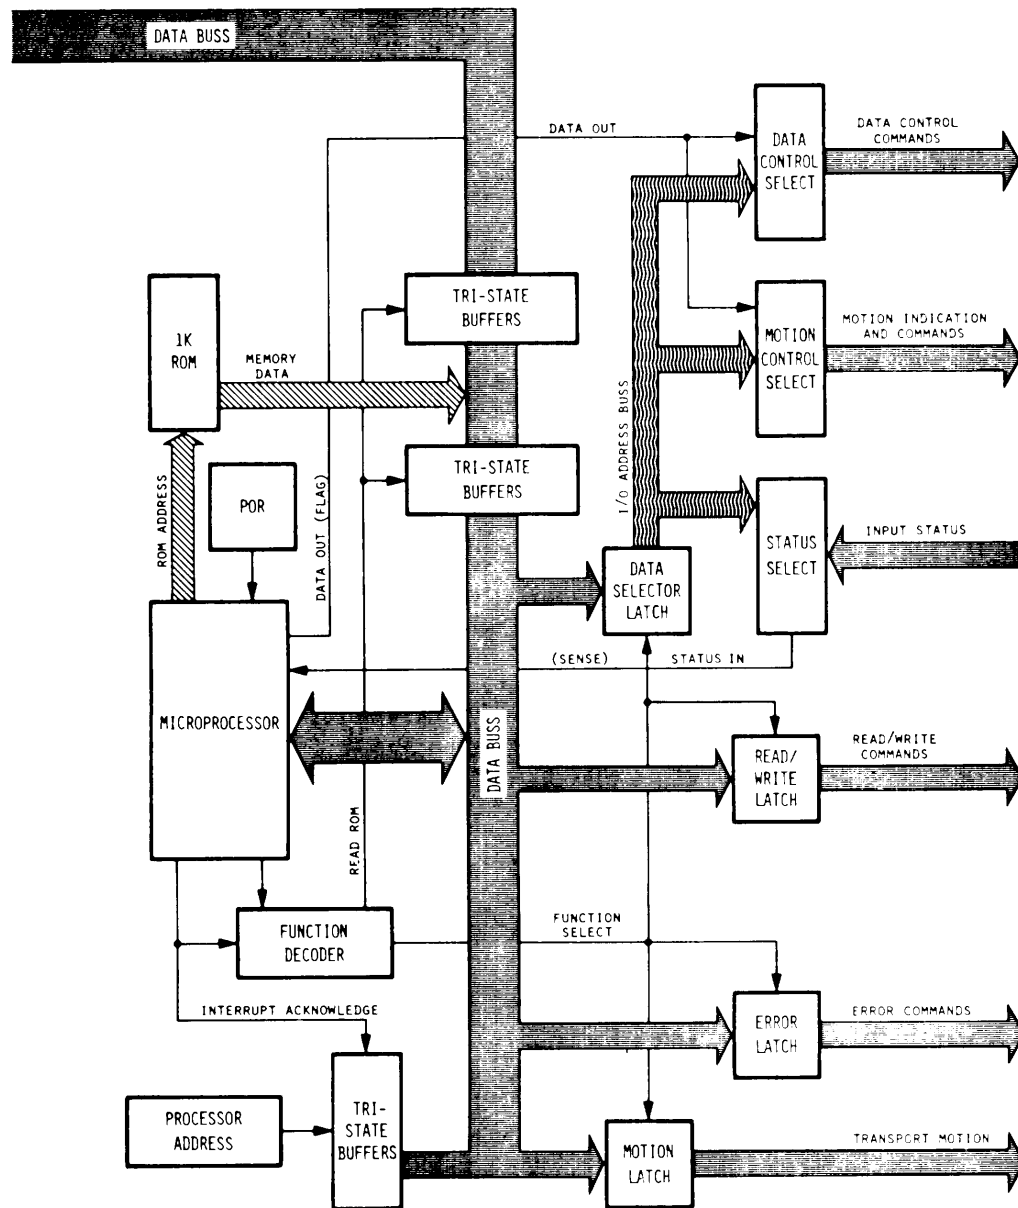 DATA BUSS
DATA OUT
DATA CONTROL
COMMANDS
DATA
CONTROL
SELECT
TRI-STATE
BUFFERS
1K
ROM
MEMORY
DATA
MOTION INDICATION
AND COMMANDS
MOTION
CONTROL
SELECT
TRI-STATE
BUFFERS
ROM ADDRESS
POR
DATA OUT (FLAG)
I/O ADDRESS BUSS
INPUT STATUS
STATUS
SELECT
DATA
SELECTOR
LATCH
(SENSE)
STATUS IN
MICROPROCESSOR
DATA BUSS
READ/WRITE
COMMANDS
READ/
WRITE
LATCH
READ ROM
FUNCTION
DECODER
FUNCTION
SELECT
INTERRUPT ACKNOWLEDGE
ERROR COMMANDS
ERROR
LATCH
PROCESSOR
ADDRESS
TRI-
STATE
BUFFERS
MOTION
LATCH
TRANSPORT MOTION